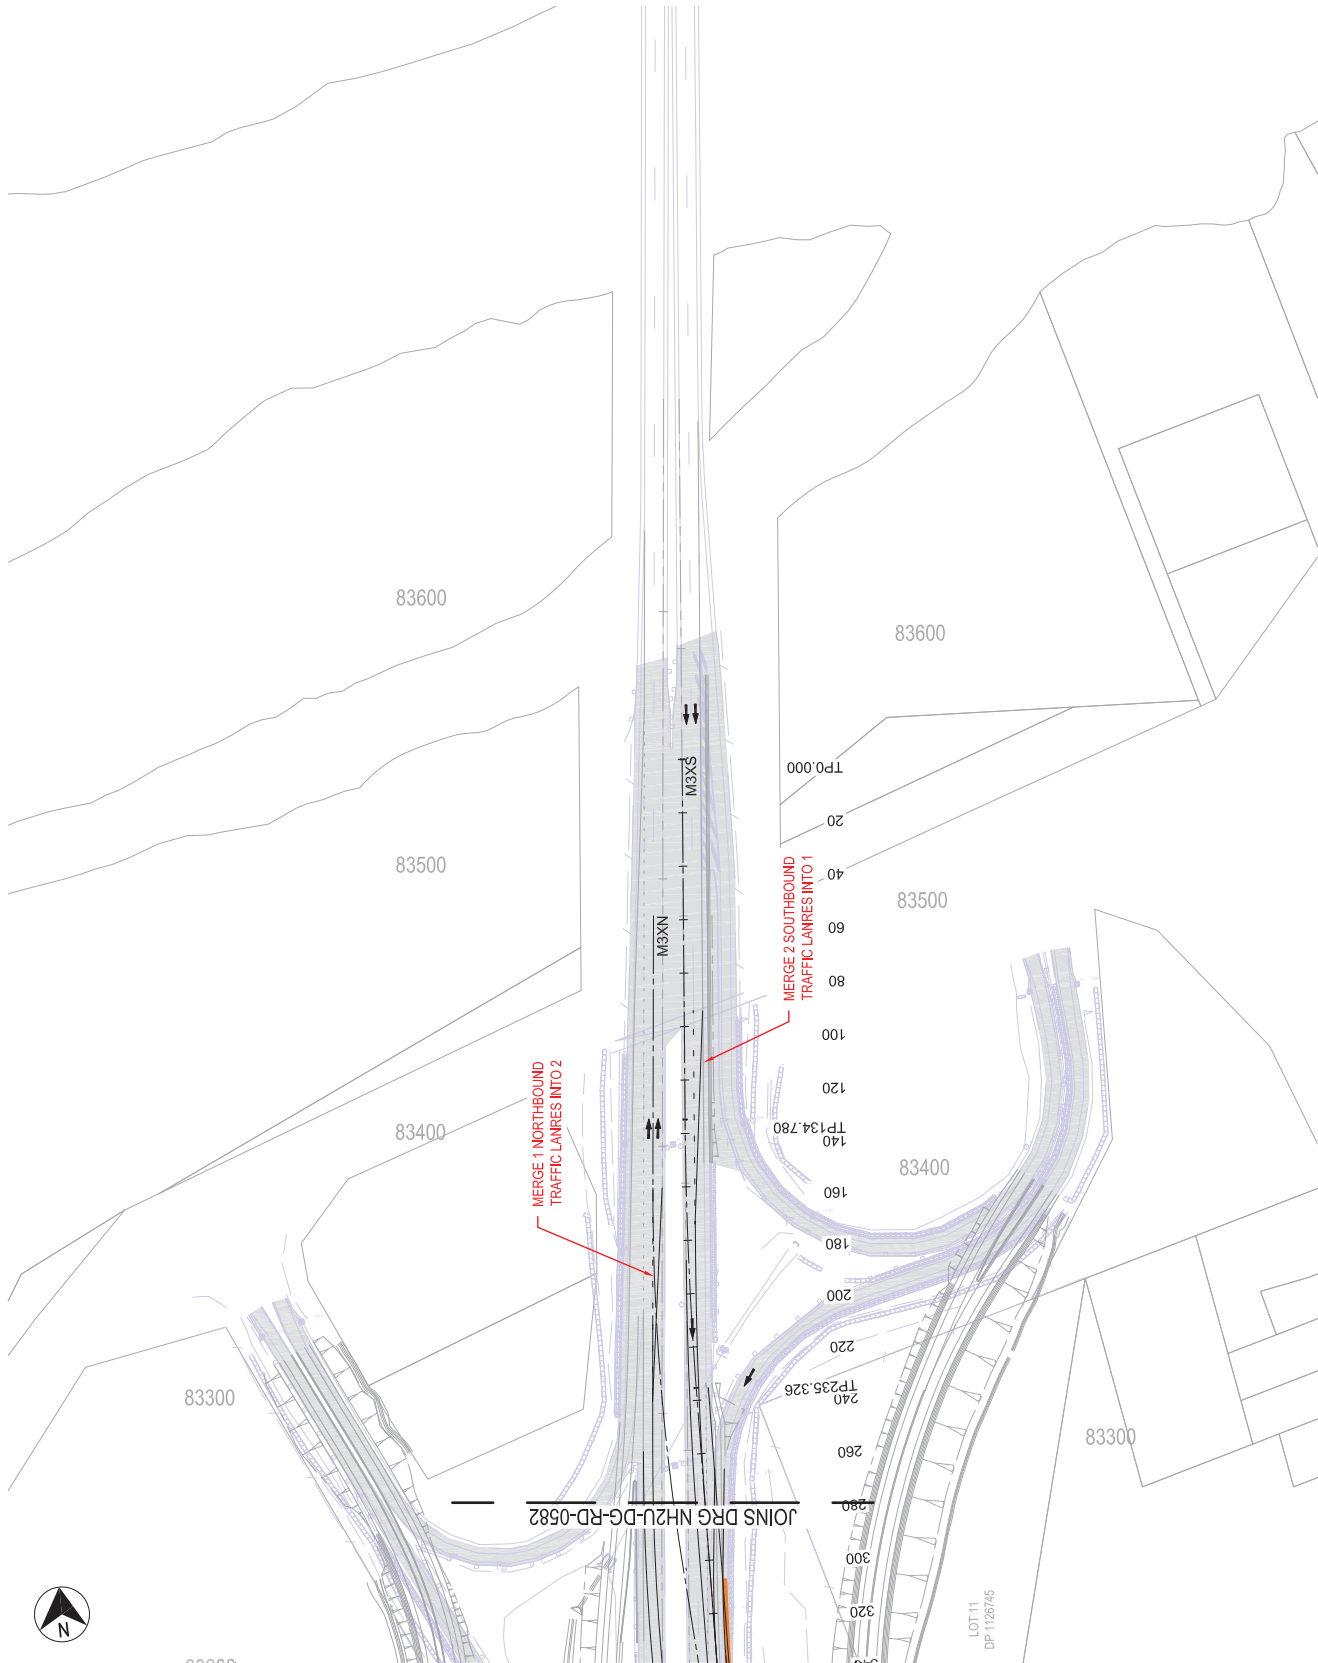 83600
83600
TP0.000
M3XS
20
MERGE 2 SOUTHBOUND
TRAFFIC LANRES INTO 1
83500
40
83500
60
M3XN
80
100
MERGE 1 NORTHBOUND
TRAFFIC LANRES INTO 2
120
TP134.780
83400
140
83400
160
180
200
220
TP235.326
240
83300
83300
260
280
JOINS DRG NH2U-DG-RD-0582
300
320
LOT 11
DP 1126745
N